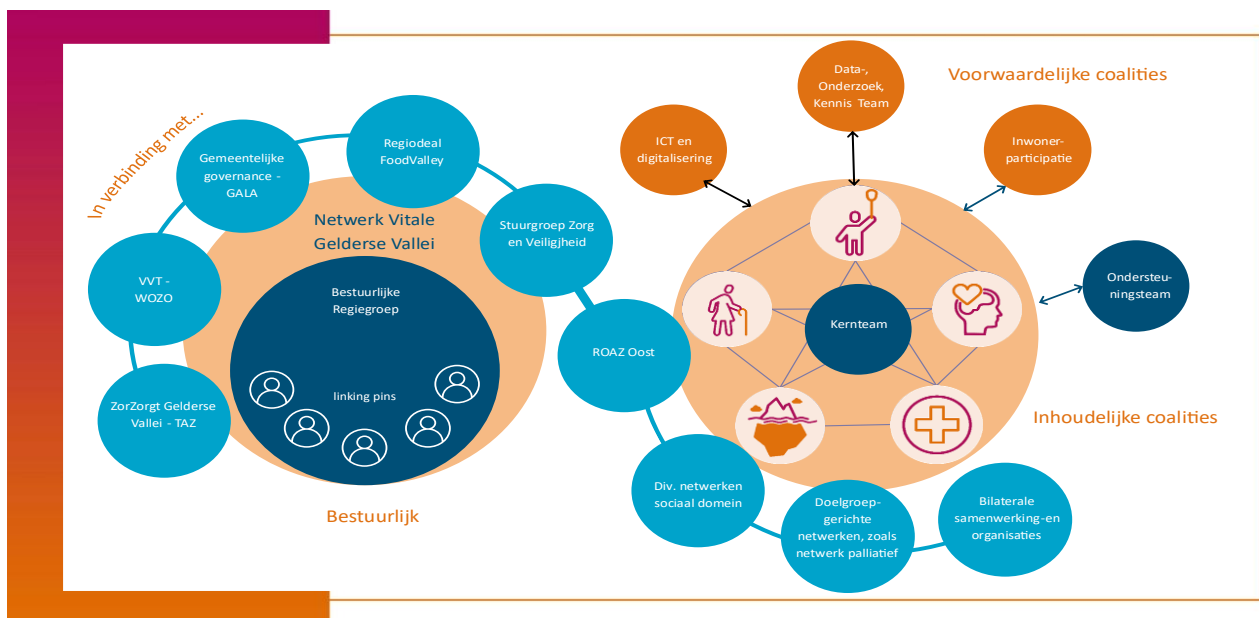 In verbinding met...
Gemeentelijke
governance -
GALA
Regiodeal
FoodValley
Stuurgroep Zorg
en Veiligjheid
VVT -
WOZO
ZorZorgt Gelderse
Vallei - TAZ
Netwerk Vitale
Gelderse Vallei
Bestuurlijke
Regiegroep
linking pins
Bestuurlijk
ROAZ Oost
Div. netwerken
sociaal domein
Doelgroep-
gerichte
netwerken, zoals
netwerk palliatief
Bilaterale
samenwerking-en
organisaties
Voorwaardelijke coalities
Data-,
Onderzoek,
Kennis Team
ICT en
digitalisering
Inwoner-
participatie
Ondersteu-
ningsteam
Kernteam
Inhoudelijke coalities